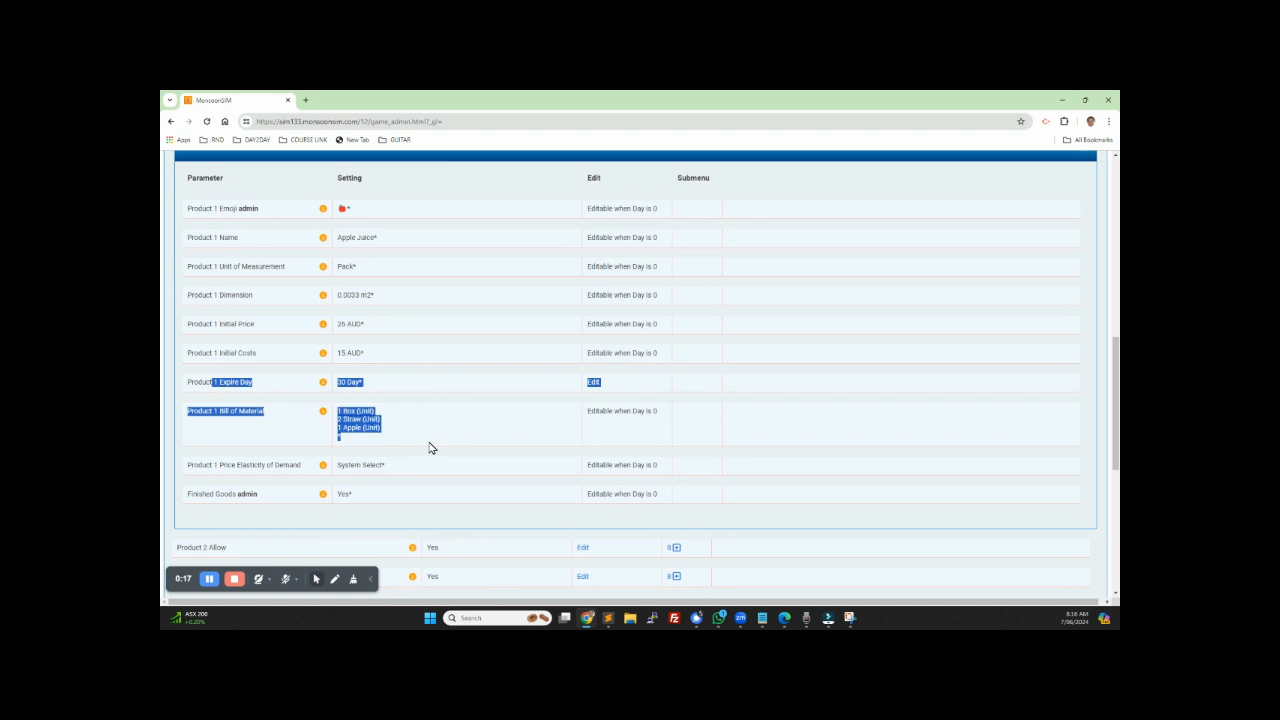 MonsoonSIM
https://sim133.monsoonsim.com/12/game_admin.html?_gl=
Apps RND DAY2DAY COURSE LINK New Tab GUITAR All Bookmarks
Parameter Setting Edit Submenu
Product 1 Emoji admin * Editable when Day is 0
Product 1 Name Apple Juice* Editable when Day is 0
Product 1 Unit of Measurement Pack* Editable when Day is 0
Product 1 Dimension 0.0033 m2* Editable when Day is 0
Product 1 Initial Price 26 AUD* Editable when Day is 0
Product 1 Initial Costs 15 AUD* Editable when Day is 0
Product 1 Expire Day 30 Day* Edit
Product 1 Bill of Material 1 Box (Unit) Editable when Day is 0
2 Straw (Unit)
1 Apple (Unit)
*
Product 1 Price Elasticity of Demand System Select* Editable when Day is 0
Finished Goods admin Yes* Editable when Day is 0
Product 2 Allow Yes Edit 8
Yes Edit 8
0:17
ASX 200
+0.20%
Search
8:16 AM
7/06/2024